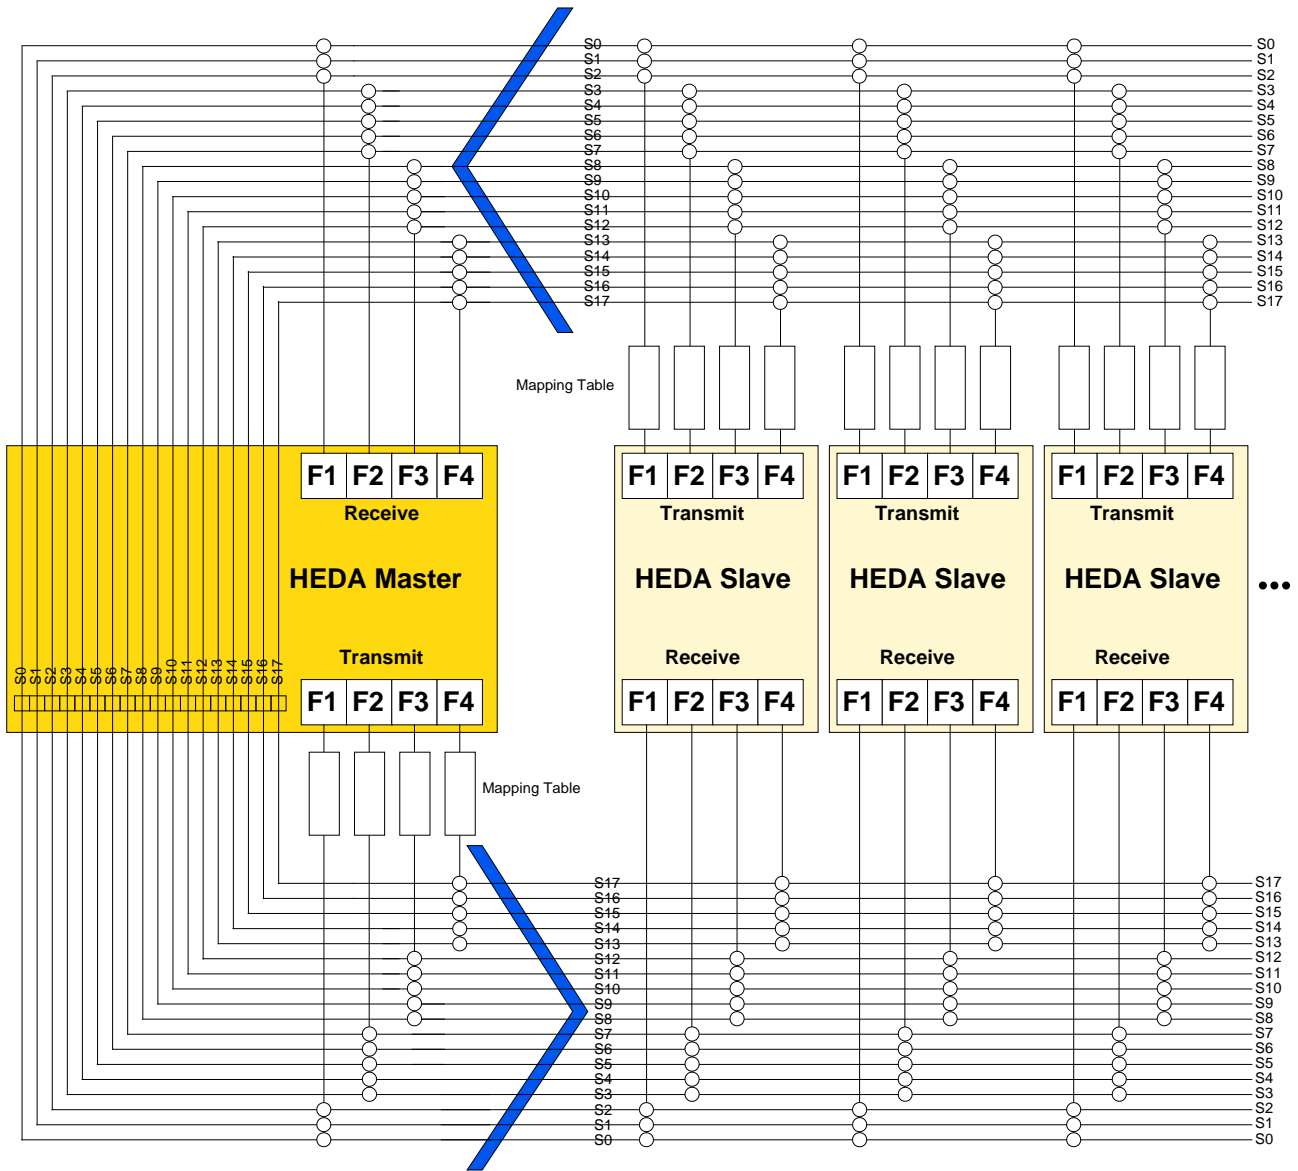 S0 S0
S1 S1
S2 S2
S3 S3
S4 S4
S5 S5
S6 S6
S7 S7
S8 S8
S9 S9
S10 S10
S11 S11
S12 S12
S13 S13
S14 S14
S15 S15
S16 S16
S17 S17
Mapping Table
F1 F2 F3 F4 F1 F2 F3 F4 F1 F2 F3 F4 F1 F2 F3 F4
Receive Transmit Transmit Transmit
HEDA Master HEDA Slave HEDA Slave HEDA Slave ...
Transmit Receive Receive Receive
S0 S1 S2 S3 S4 S5 S6 S7 S8 S9 S10 S11 S12 S13 S14 S15 S16 S17
F1 F2 F3 F4 F1 F2 F3 F4 F1 F2 F3 F4 F1 F2 F3 F4
Mapping Table
S17 S17
S16 S16
S15 S15
S14 S14
S13 S13
S12 S12
S11 S11
S10 S10
S9 S9
S8 S8
S7 S7
S6 S6
S5 S5
S4 S4
S3 S3
S2 S2
S1 S1
S0 S0